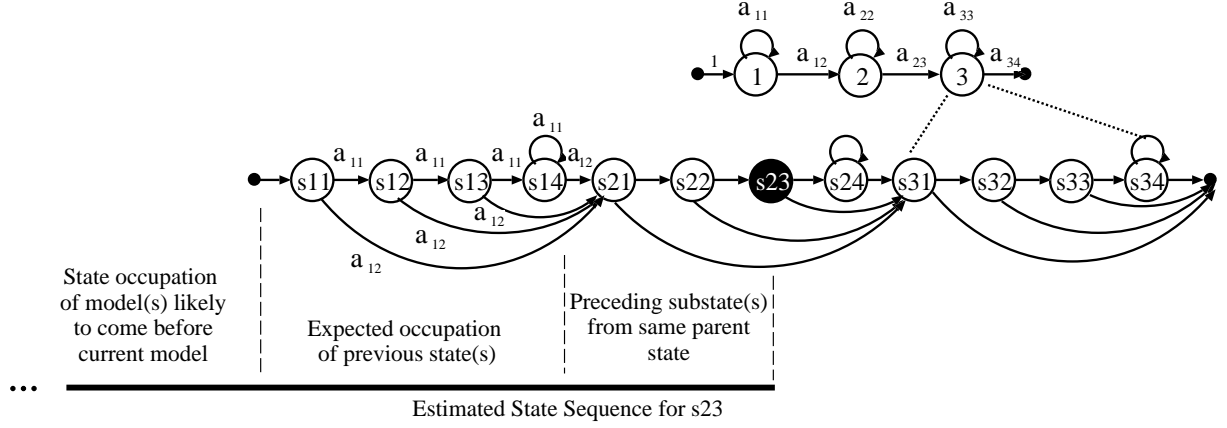 a 11 a 22 a 33
1 a 12 a 23 a 34
1 2 3
a 11
a 11 a 11 a 11 a 12
s11 s12 s13 s14 s21 s22 s23 s24 s31 s32 s33 s34
a 12
a 12
a 12
State occupation
of model(s) likely
to come before
current model
Expected occupation
of previous state(s)
Preceding substate(s)
from same parent
state
...
Estimated State Sequence for s23